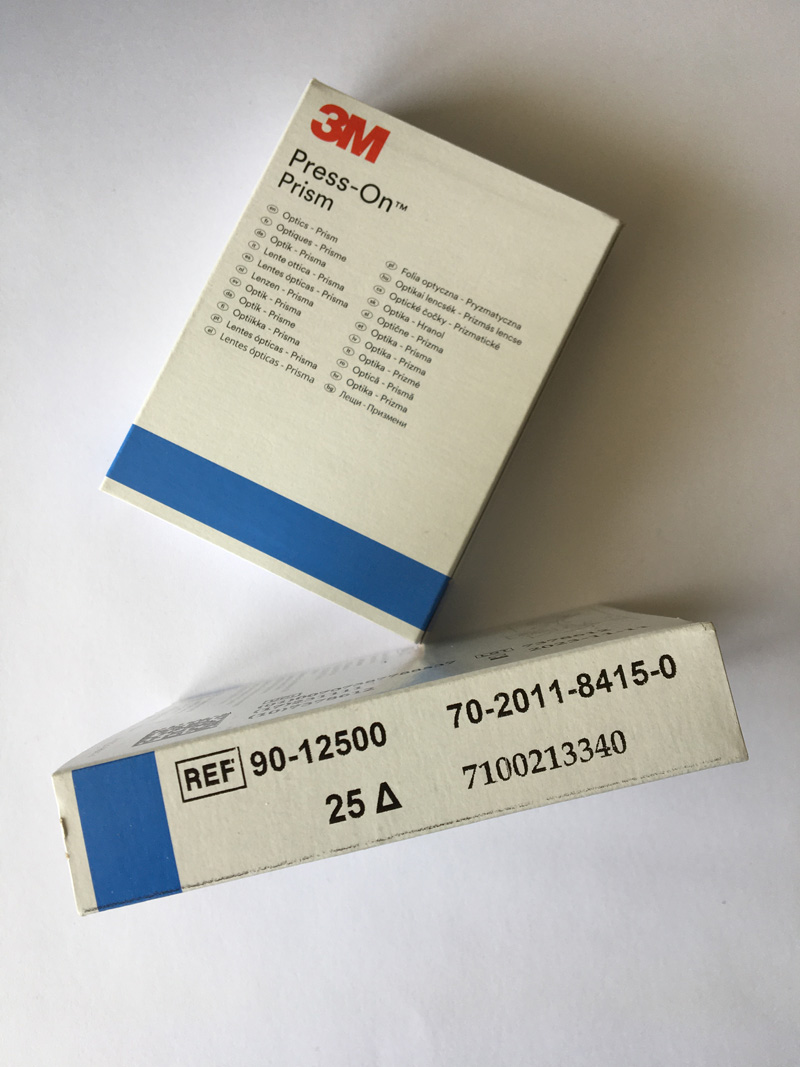 3M
Press-On™
Prism
Optics - Prism
Optiques - Prisme
Optik - Prisma
Lente ottica - Prisma
Lentes ópticas - Prisma
Lenzen - Prisma
Optik - Prisma
Optik - Prisme
Optiikka - Prisma
Lentes ópticas - Prisma
Lentes ópticas - Prisma
Folia optyczna - Pryzmatyczna
Optikai lencsék - Prizmás lencse
Optické čočky - Prizmatické
Optika - Hranol
Optične - Prizma
Optika - Prisma
Optika - Prizma
Optika - Prizmė
Optică - Prismă
Optika - Prizma
Лещи - Призмени
REF 90-12500
70-2011-8415-0
25 Δ
7100213340